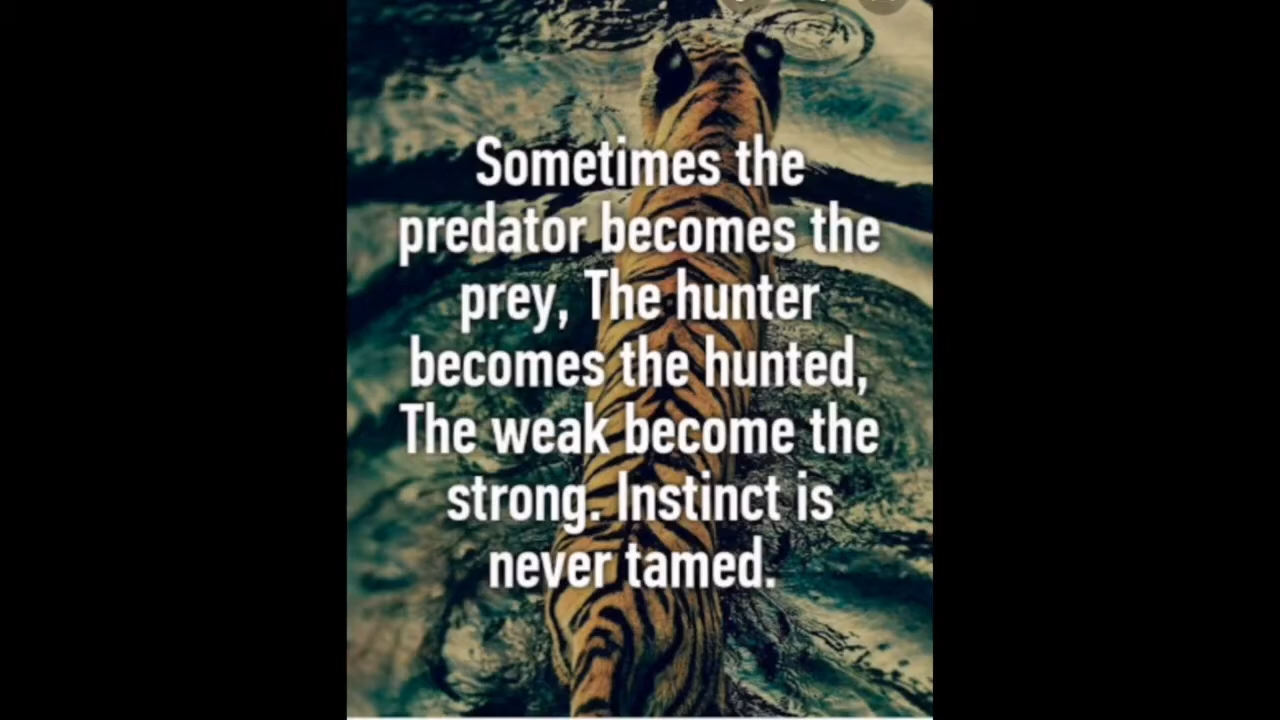 Sometimes the
predator becomes the
prey, The hunter
becomes the hunted,
The weak become the
strong. Instinct is
never tamed.